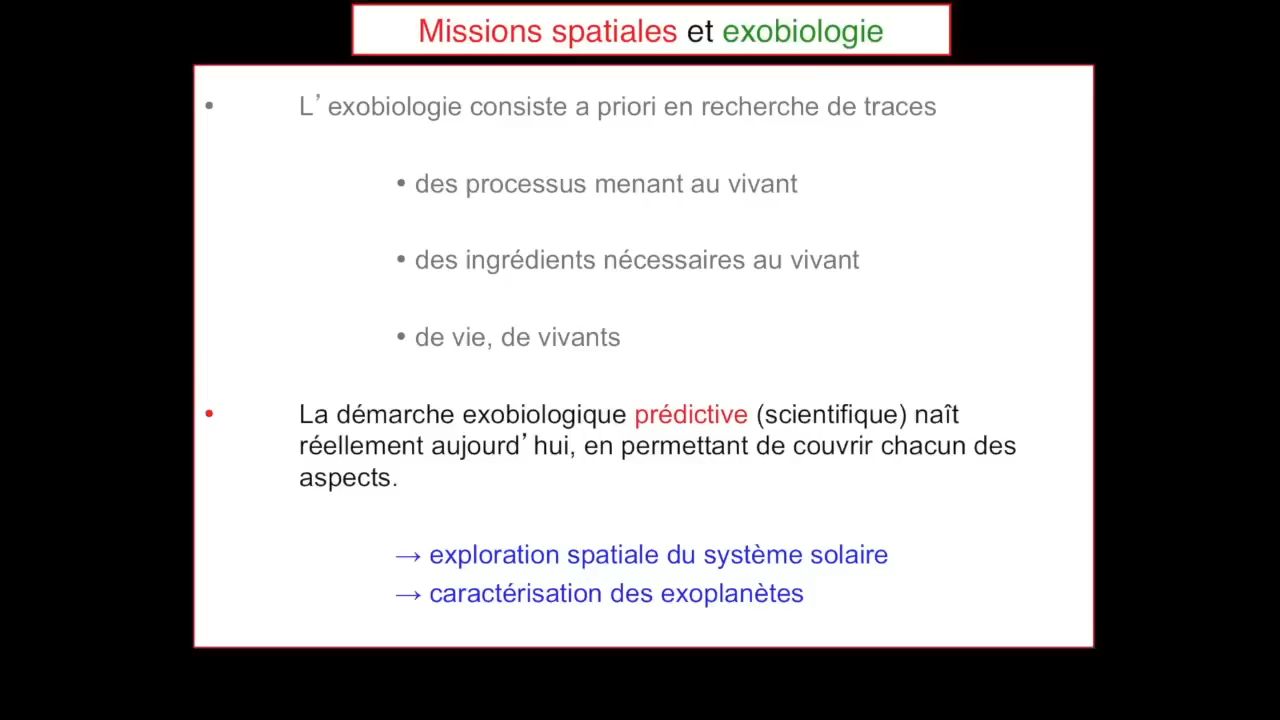 Missions spatiales et exobiologie
• L’exobiologie consiste a priori en recherche de traces
• des processus menant au vivant
• des ingrédients nécessaires au vivant
• de vie, de vivants
• La démarche exobiologique prédictive (scientifique) naît
réellement aujourd’hui, en permettant de couvrir chacun des
aspects.
→ exploration spatiale du système solaire
→ caractérisation des exoplanètes